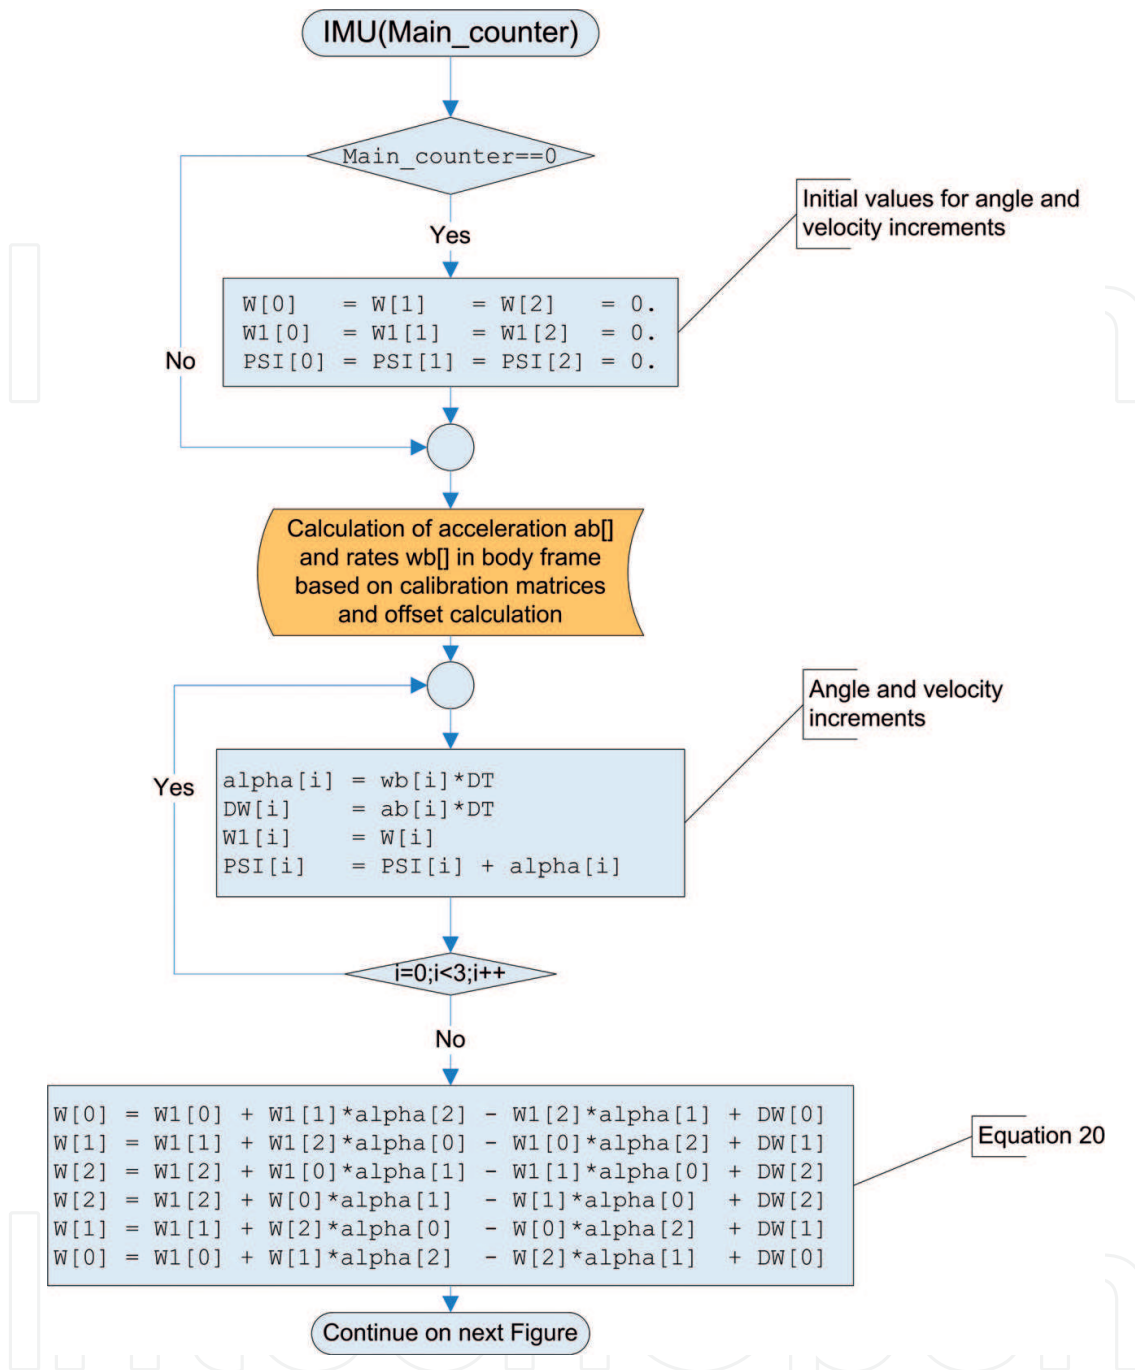 IMU(Main_counter)
Main_counter==0
Initial values for angle and
velocity increments
Yes
W[0]   = W[1]   = W[2]   = 0.
W1[0]  = W1[1]  = W1[2]  = 0.
PSI[0] = PSI[1] = PSI[2] = 0.
No
Calculation of acceleration ab[]
and rates wb[] in body frame
based on calibration matrices
and offset calculation
Angle and velocity
increments
Yes
alpha[i] = wb[i]*DT
DW[i]    = ab[i]*DT
W1[i]    = W[i]
PSI[i]   = PSI[i] + alpha[i]
i=0;i<3;i++
No
W[0] = W1[0] + W1[1]*alpha[2] - W1[2]*alpha[1] + DW[0]
W[1] = W1[1] + W1[2]*alpha[0] - W1[0]*alpha[2] + DW[1]
W[2] = W1[2] + W1[0]*alpha[1] - W1[1]*alpha[0] + DW[2]
W[2] = W1[2] + W[0]*alpha[1]  - W[1]*alpha[0]  + DW[2]
W[1] = W1[1] + W[2]*alpha[0]  - W[0]*alpha[2]  + DW[1]
W[0] = W1[0] + W[1]*alpha[2]  - W[2]*alpha[1]  + DW[0]
Equation 20
Continue on next Figure